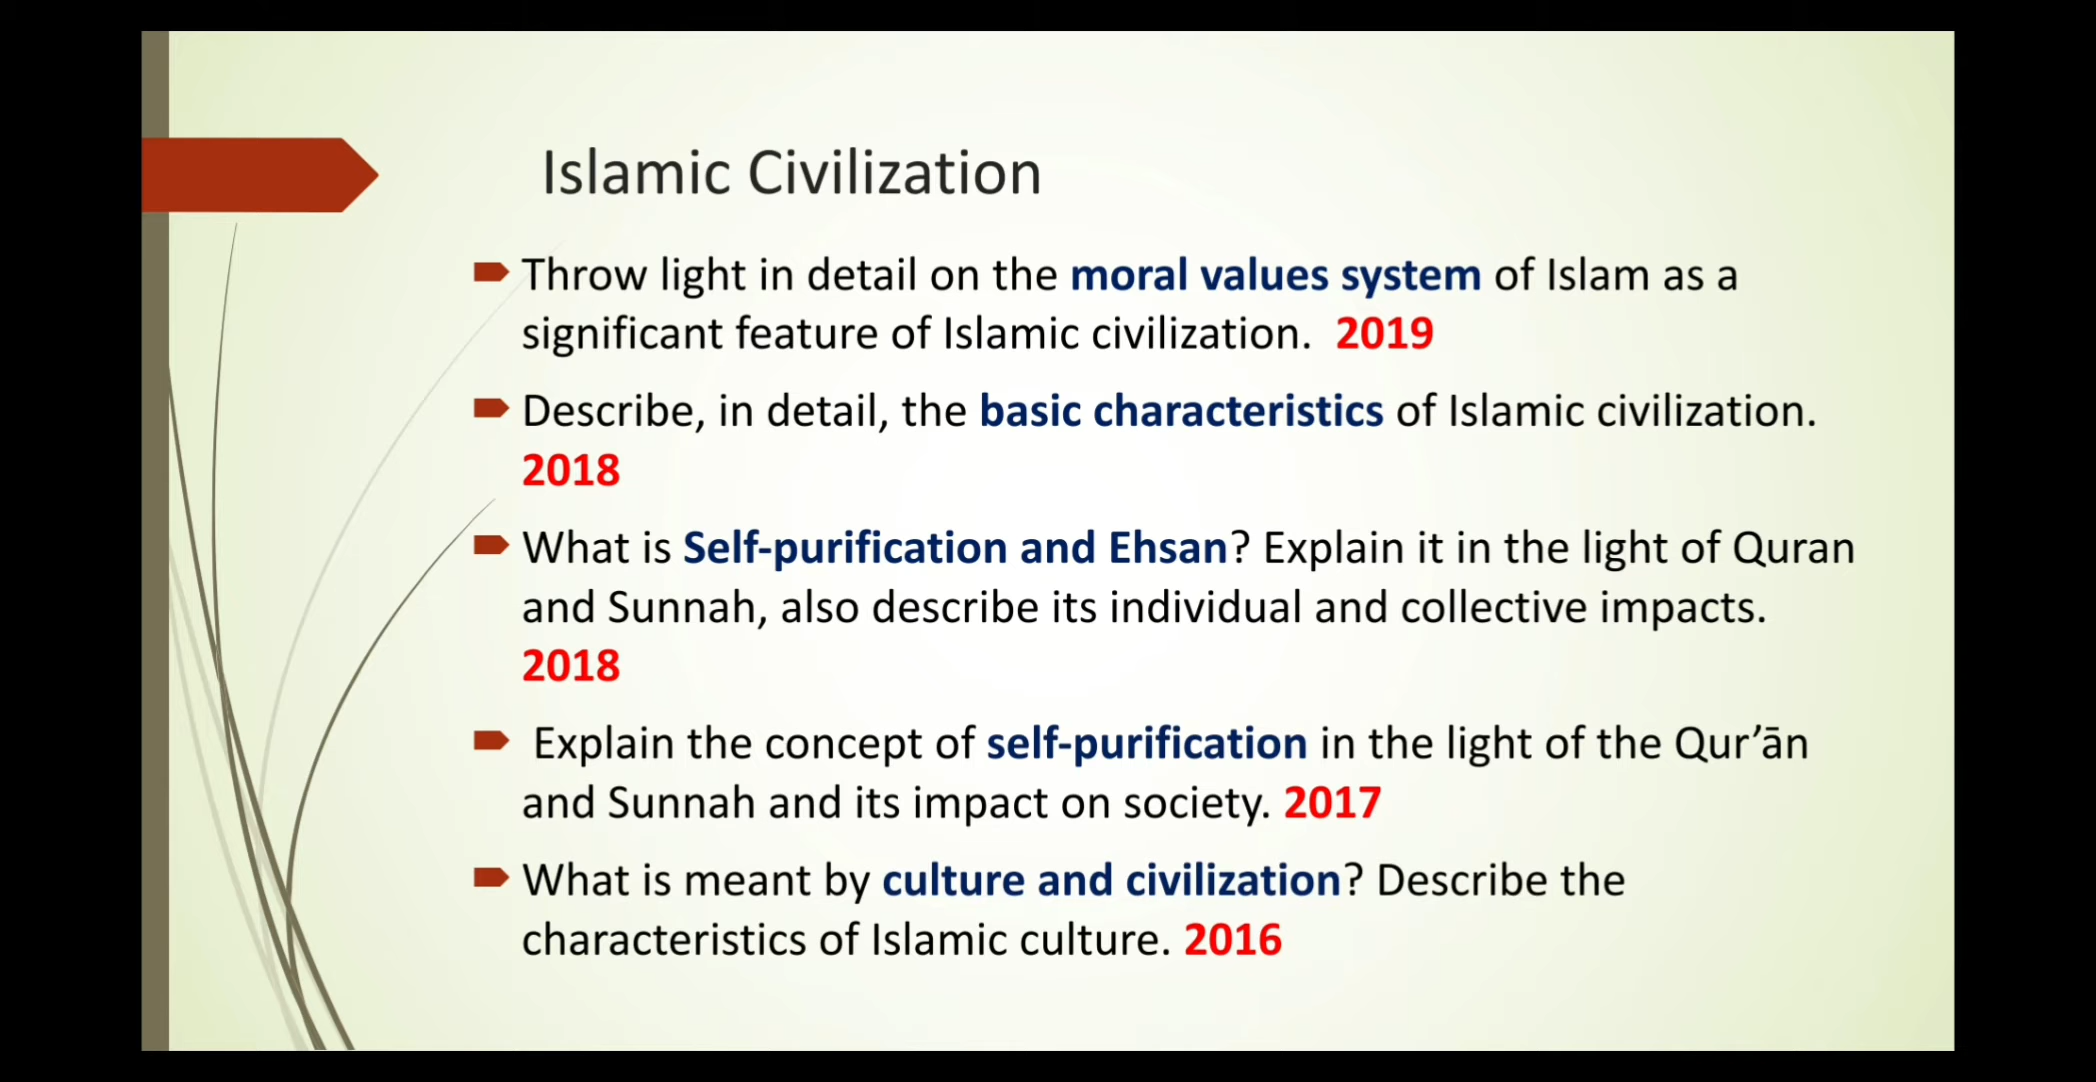 Islamic Civilization
Throw light in detail on the moral values system of Islam as a
significant feature of Islamic civilization. 2019
Describe, in detail, the basic characteristics of Islamic civilization.
2018
What is Self-purification and Ehsan? Explain it in the light of Quran
and Sunnah, also describe its individual and collective impacts.
2018
Explain the concept of self-purification in the light of the Qur’ān
and Sunnah and its impact on society. 2017
What is meant by culture and civilization? Describe the
characteristics of Islamic culture. 2016